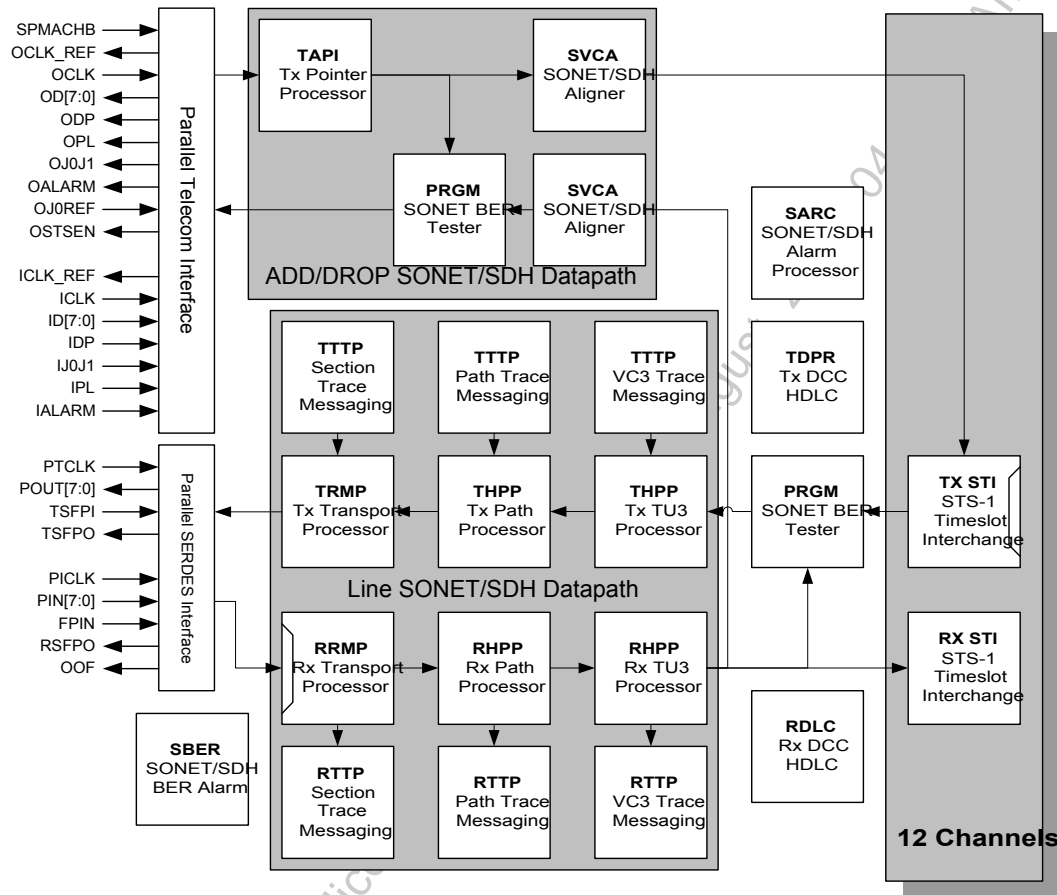 SPMACHB
OCLK_REF
OCLK
OD[7:0]
ODP
OPL
OJ0J1
OALARM
OJ0REF
OSTSEN
ICLK_REF
ICLK
ID[7:0]
IDP
IJ0J1
IPL
IALARM
Parallel Telecom Interface
PTCLK
POUT[7:0]
TSFPI
TSFPO
PICLK
PIN[7:0]
FPIN
RSFPO
OOF
Parallel SERDES Interface
TAPI
Tx Pointer
Processor
SVCA
SONET/SDH
Aligner
PRGM
SONET BER
Tester
SVCA
SONET/SDH
Aligner
ADD/DROP SONET/SDH Datapath
TTTP
Section
Trace
Messaging
TTTP
Path Trace
Messaging
TTTP
VC3 Trace
Messaging
TRMP
Tx Transport
Processor
THPP
Tx Path
Processor
THPP
Tx TU3
Processor
Line SONET/SDH Datapath
RRMP
Rx Transport
Processor
RHPP
Rx Path
Processor
RHPP
Rx TU3
Processor
RTTP
Section
Trace
Messaging
RTTP
Path Trace
Messaging
RTTP
VC3 Trace
Messaging
SBER
SONET/SDH
BER Alarm
SARC
SONET/SDH
Alarm
Processor
TDPR
Tx DCC
HDLC
PRGM
SONET BER
Tester
RDLC
Rx DCC
HDLC
TX STI
STS-1
Timeslot
Interchange
RX STI
STS-1
Timeslot
Interchange
12 Channels